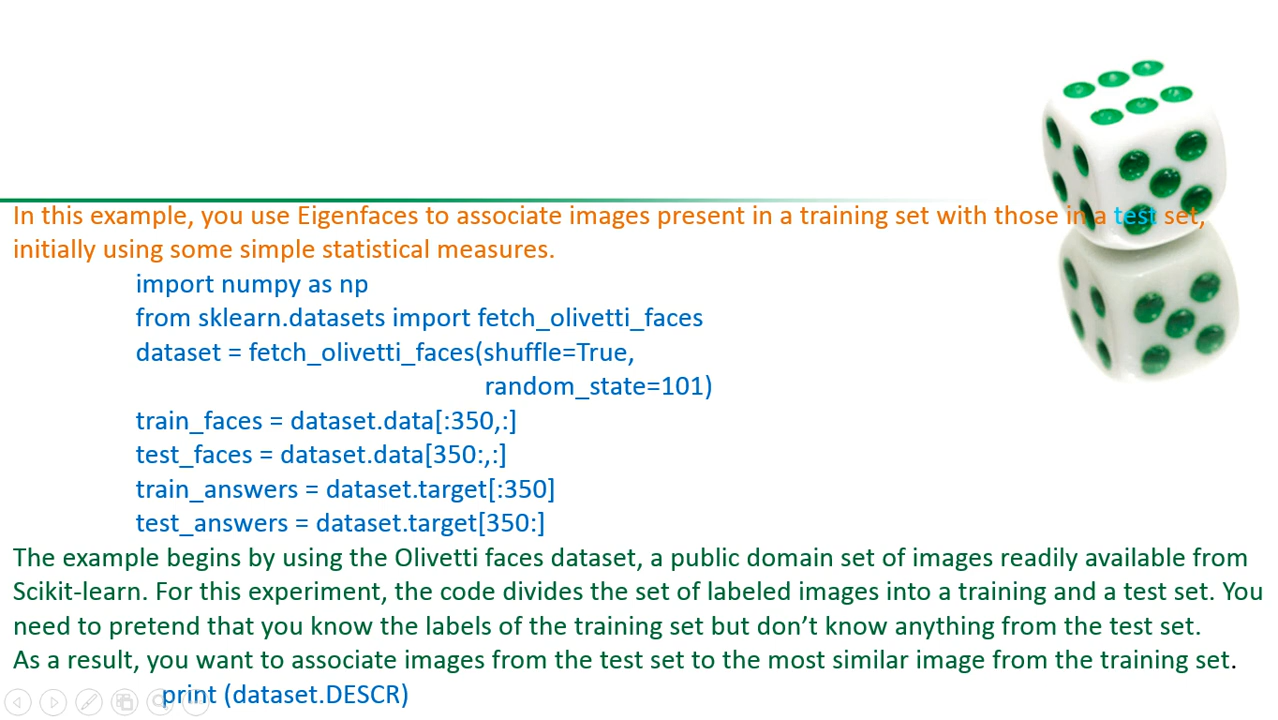 In this example, you use Eigenfaces to associate images present in a training set with those in a test set,
initially using some simple statistical measures.
import numpy as np
from sklearn.datasets import fetch_olivetti_faces
dataset = fetch_olivetti_faces(shuffle=True,
random_state=101)
train_faces = dataset.data[:350,:]
test_faces = dataset.data[350:,:]
train_answers = dataset.target[:350]
test_answers = dataset.target[350:]
The example begins by using the Olivetti faces dataset, a public domain set of images readily available from
Scikit-learn. For this experiment, the code divides the set of labeled images into a training and a test set. You
need to pretend that you know the labels of the training set but don’t know anything from the test set.
As a result, you want to associate images from the test set to the most similar image from the training set.
print (dataset.DESCR)